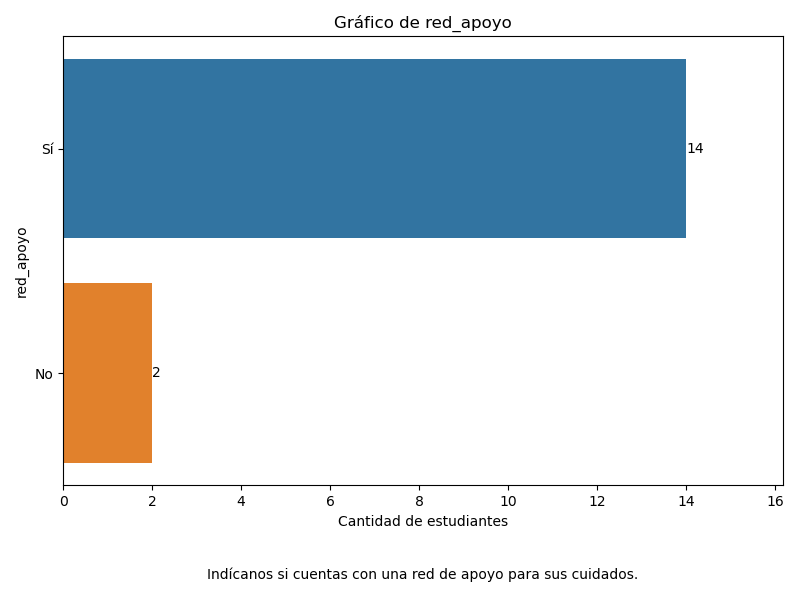 Gráfico de red_apoyo
Sí
14
red_apoyo
No
2
0 2 4 6 8 10 12 14 16
Cantidad de estudiantes
Indícanos si cuentas con una red de apoyo para sus cuidados.